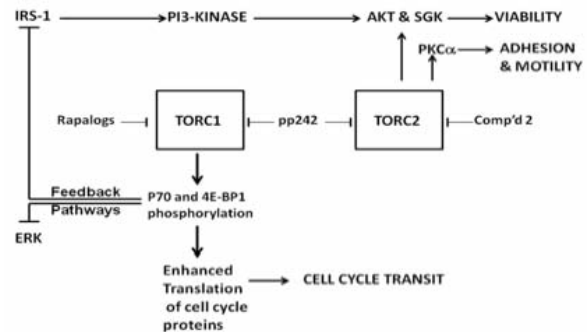 IRS-1 PI3-KINASE AKT & SGK VIABILITY
PKCα ADHESION
& MOTILITY
Rapalogs TORC1 pp242 TORC2 Comp'd 2
Feedback
Pathways
P70 and 4E-BP1
phosphorylation
ERK
Enhanced
Translation
of cell cycle
proteins
CELL CYCLE TRANSIT